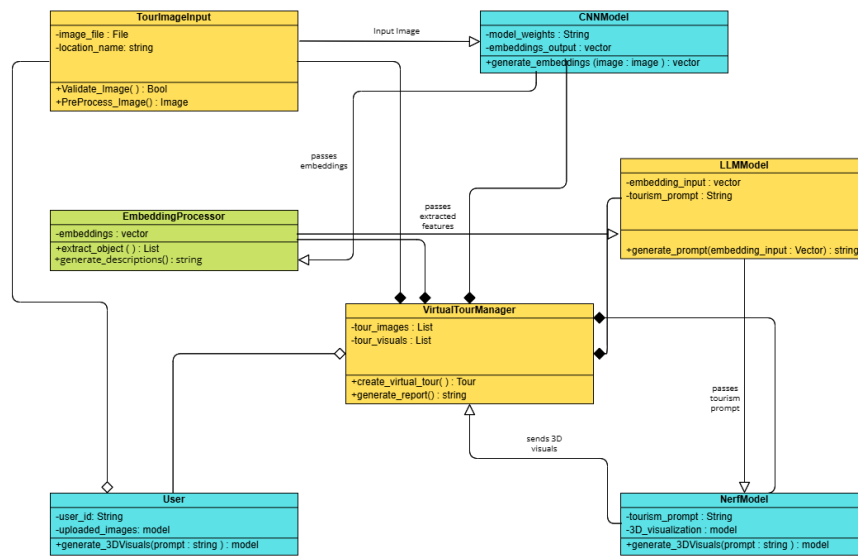 TourImageInput
-image_file : File
-location_name: string
+Validate_Image( ) : Bool
+PreProcess_Image() : Image
Input Image
CNNModel
-model_weights : String
-embeddings_output : vector
+generate_embeddings (image : image ) : vector
passes
embeddings
LLMModel
-embedding_input : vector
-tourism_prompt : String
+generate_prompt(embedding_input : Vector) : string
EmbeddingProcessor
-embeddings : vector
+extract_object ( ) : List
+generate_descriptions() : string
passes
extracted
features
VirtualTourManager
-tour_images : List
-tour_visuals : List
+create_virtual_tour( ) : Tour
+generate_report() : string
passes
tourism
prompt
sends 3D
visuals
User
-user_id: String
-uploaded_images: model
+generate_3DVisuals(prompt : string ) : model
NerfModel
-tourism_prompt : String
-3D_visualization : model
+generate_3DVisuals(prompt : string ) : model